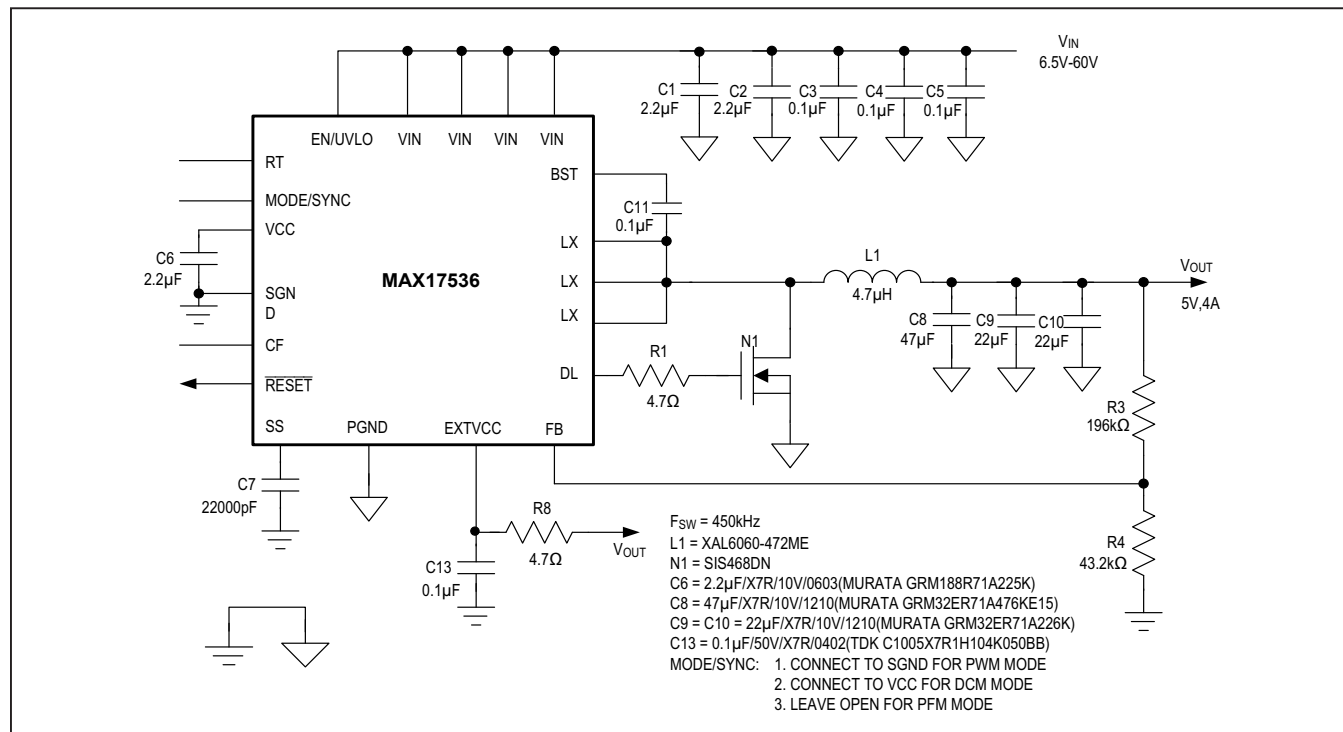 VIN
6.5V-60V
C1
2.2µF
C2
2.2µF
C3
0.1µF
C4
0.1µF
C5
0.1µF
EN/UVLO
VIN
VIN
VIN
VIN
RT
MODE/SYNC
VCC
C6
2.2µF
SGN
D
CF
RESET
SS
PGND
EXTVCC
FB
MAX17536
BST
LX
LX
LX
DL
C11
0.1µF
L1
4.7µH
VOUT
5V,4A
C8
47µF
C9
22µF
C10
22µF
N1
R1
4.7Ω
R3
196kΩ
R4
43.2kΩ
C7
22000pF
R8
4.7Ω
VOUT
C13
0.1µF
FSW = 450kHz
L1 = XAL6060-472ME
N1 = SIS468DN
C6 = 2.2µF/X7R/10V/0603(MURATA GRM188R71A225K)
C8 = 47µF/X7R/10V/1210(MURATA GRM32ER71A476KE15)
C9 = C10 = 22µF/X7R/10V/1210(MURATA GRM32ER71A226K)
C13 = 0.1µF/50V/X7R/0402(TDK C1005X7R1H104K050BB)
MODE/SYNC: 1. CONNECT TO SGND FOR PWM MODE
2. CONNECT TO VCC FOR DCM MODE
3. LEAVE OPEN FOR PFM MODE